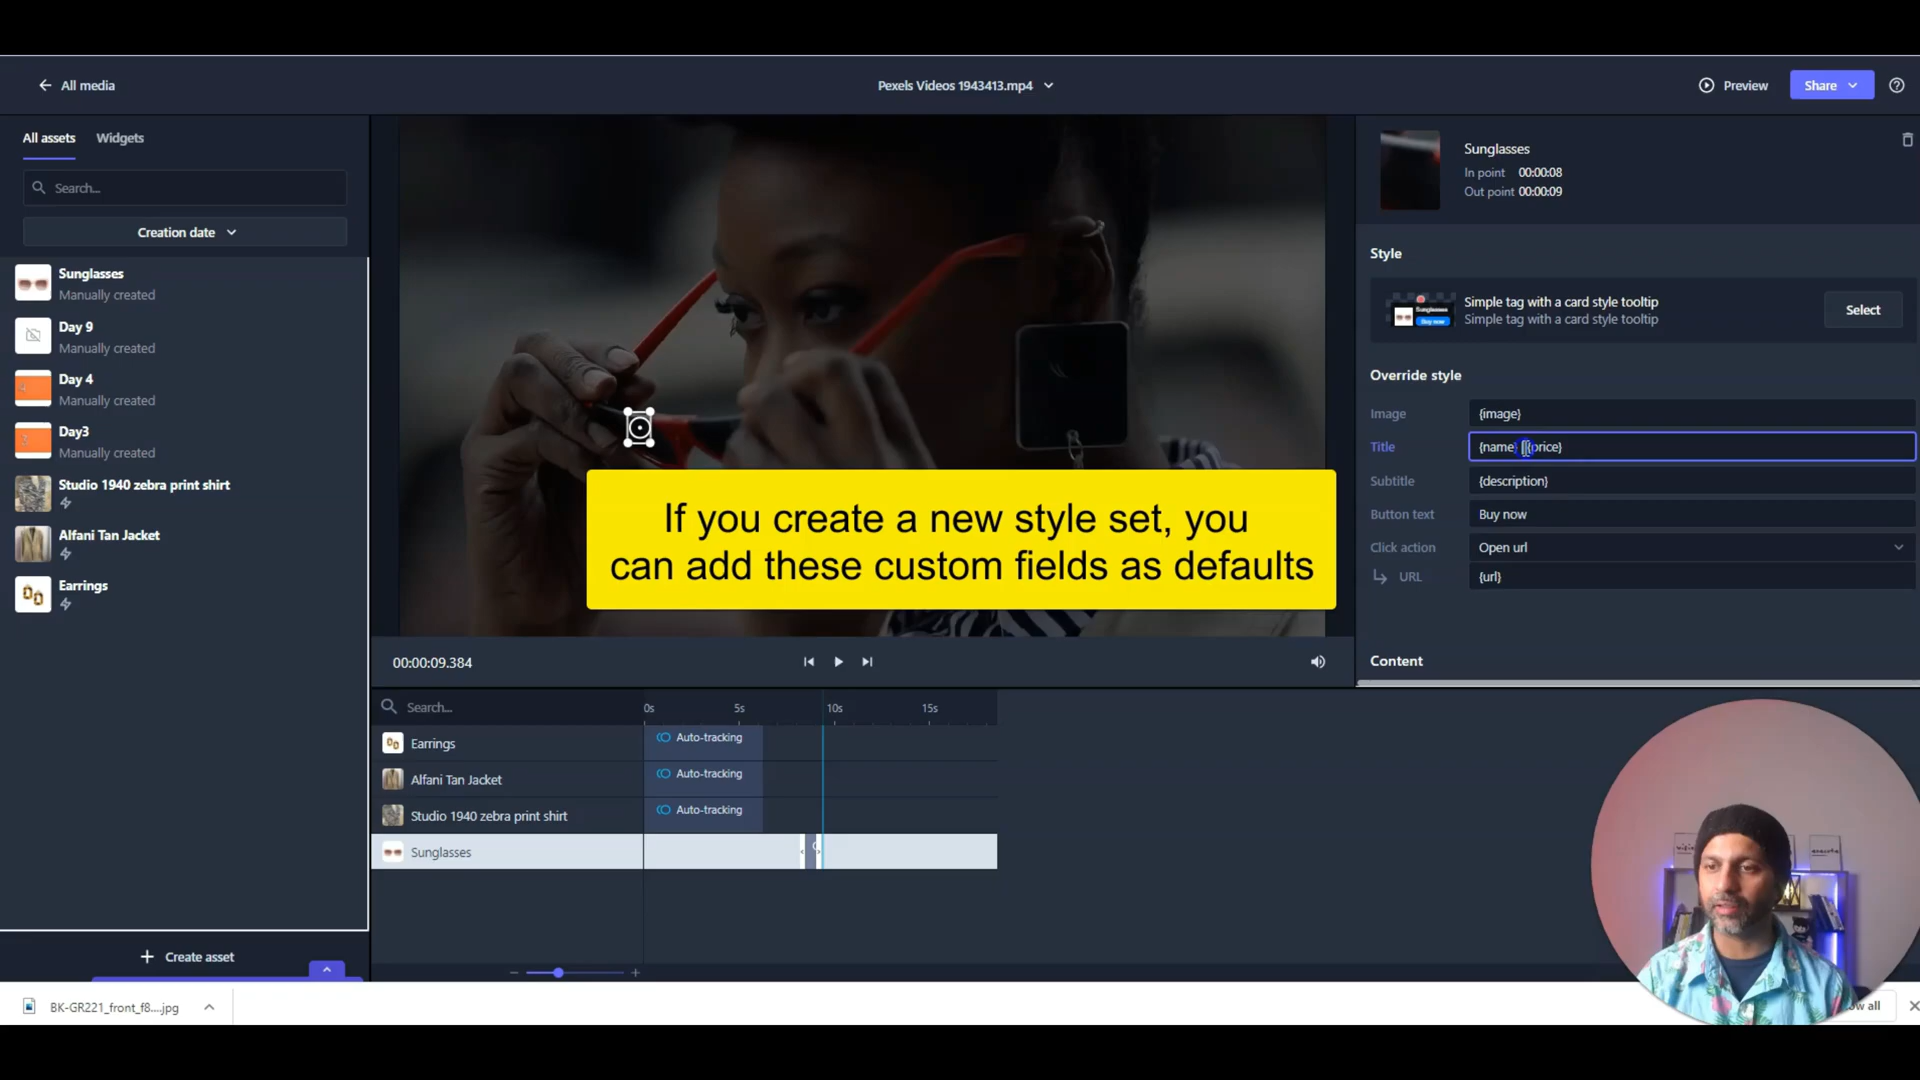 All media
Pexels Videos 1943413.mp4
Preview
Share
All assets
Widgets
Search...
Creation date
Sunglasses
Manually created
Day 9
Manually created
Day 4
Manually created
Day3
Manually created
Studio 1940 zebra print shirt
Alfani Tan Jacket
Earrings
Create asset
If you create a new style set, you
can add these custom fields as defaults
00:00:09.384
Search...
0s 5s 10s 15s
Earrings
Auto-tracking
Alfani Tan Jacket
Auto-tracking
Studio 1940 zebra print shirt
Auto-tracking
Sunglasses
Sunglasses
In point 00:00:08
Out point 00:00:09
Style
Sunglasses
Buy now
Simple tag with a card style tooltip
Simple tag with a card style tooltip
Select
Override style
Image {image}
Title {name} {price}
Subtitle {description}
Button text Buy now
Click action Open url
URL {url}
Content
BK-GR221_front_f8....jpg
all